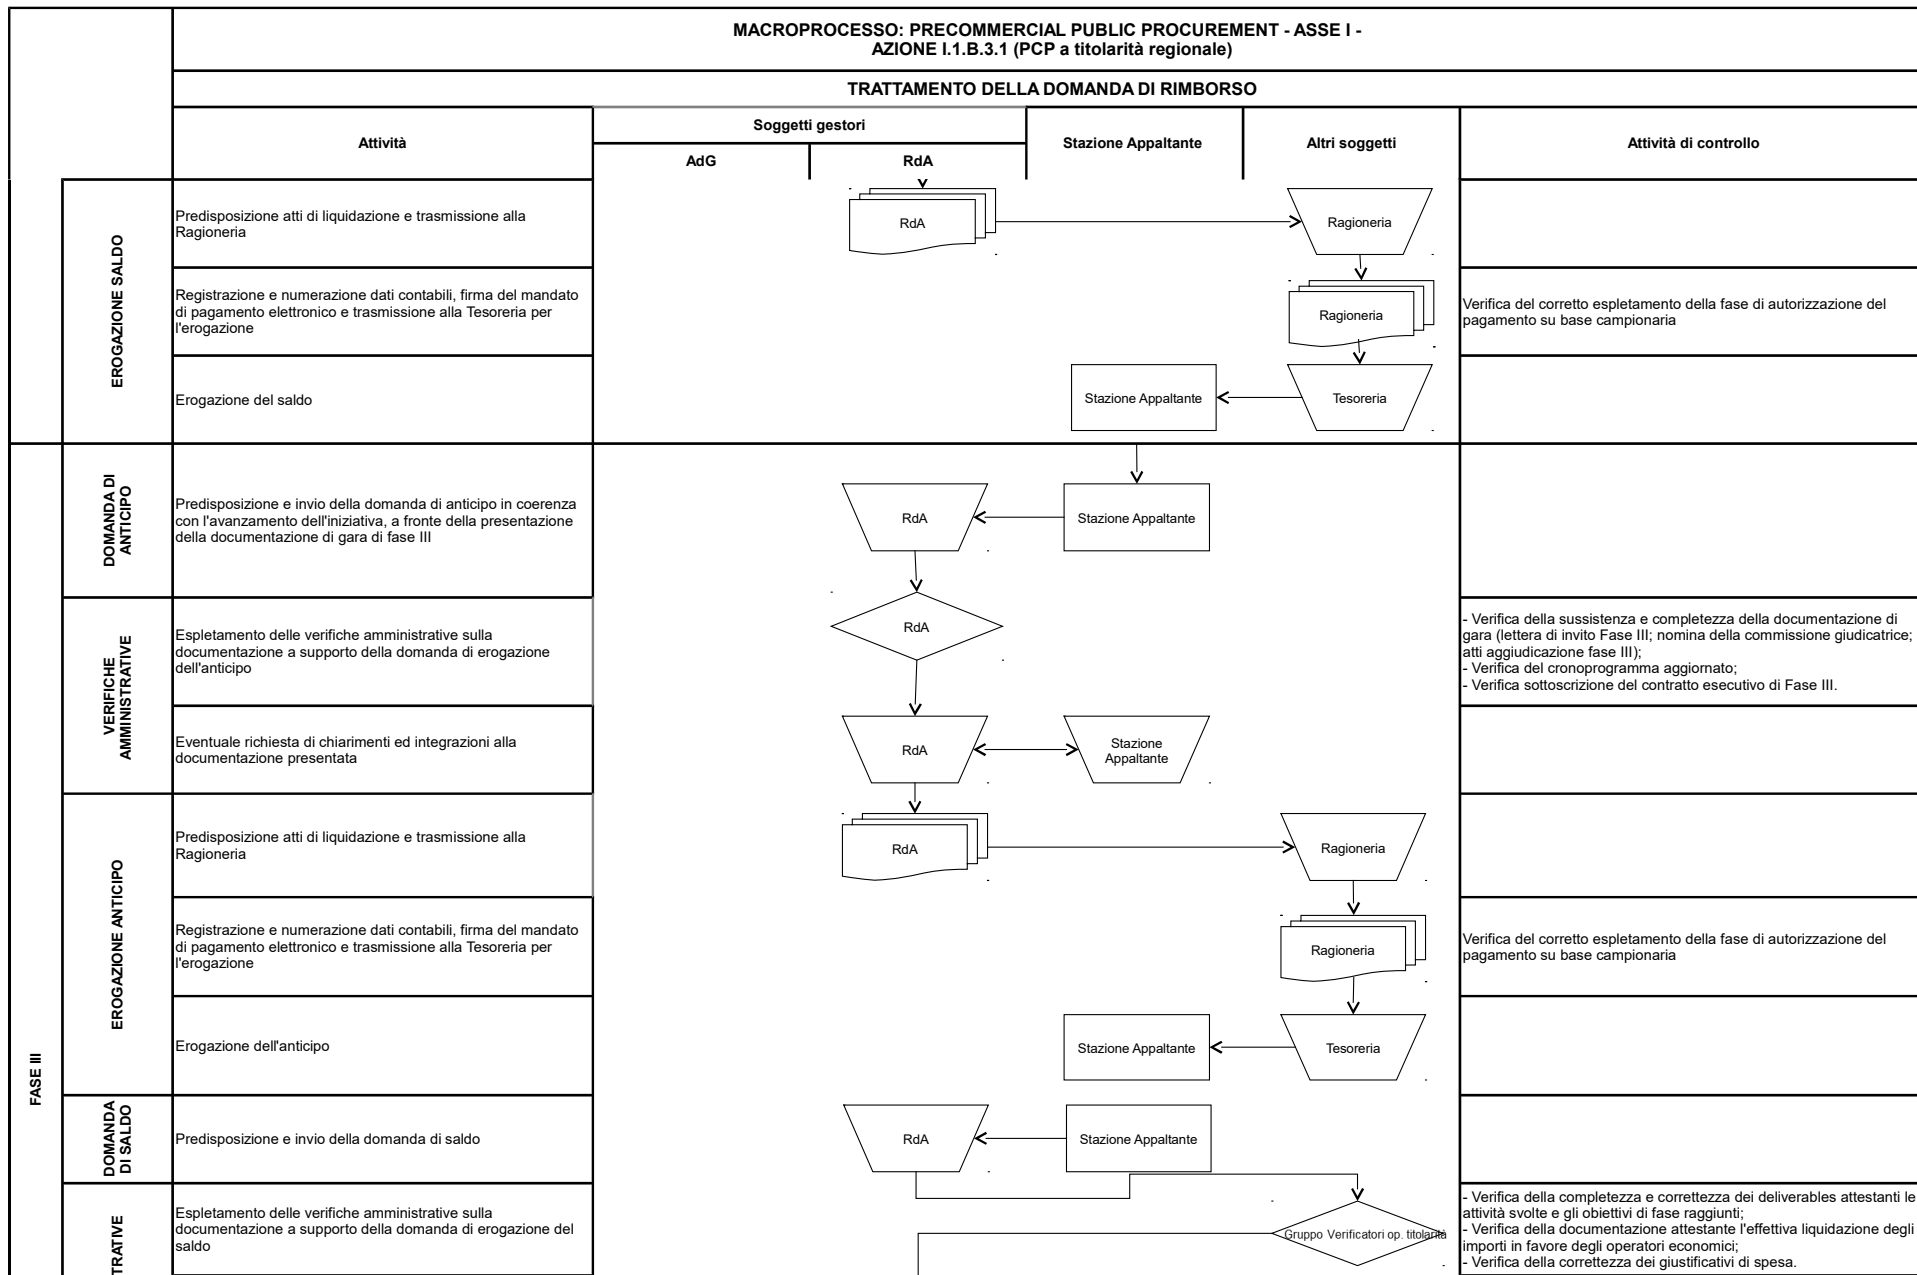 MACROPROCESSO: PRECOMMERCIAL PUBLIC PROCUREMENT - ASSE I -
AZIONE I.1.B.3.1 (PCP a titolarità regionale)
TRATTAMENTO DELLA DOMANDA DI RIMBORSO
Attività
Soggetti gestori
AdG
RdA
Stazione Appaltante
Altri soggetti
Attività di controllo
EROGAZIONE SALDO
Predisposizione atti di liquidazione e trasmissione alla
Ragioneria
RdA
Ragioneria
Registrazione e numerazione dati contabili, firma del mandato
di pagamento elettronico e trasmissione alla Tesoreria per
l'erogazione
Ragioneria
Verifica del corretto espletamento della fase di autorizzazione del
pagamento su base campionaria
Erogazione del saldo
Stazione Appaltante
Tesoreria
FASE III
DOMANDA DI
ANTICIPO
Predisposizione e invio della domanda di anticipo in coerenza
con l'avanzamento dell'iniziativa, a fronte della presentazione
della documentazione di gara di fase III
RdA
Stazione Appaltante
VERIFICHE
AMMINISTRATIVE
Espletamento delle verifiche amministrative sulla
documentazione a supporto della domanda di erogazione
dell'anticipo
RdA
- Verifica della sussistenza e completezza della documentazione di
gara (lettera di invito Fase III; nomina della commissione giudicatrice;
atti aggiudicazione fase III);
- Verifica del cronoprogramma aggiornato;
- Verifica sottoscrizione del contratto esecutivo di Fase III.
Eventuale richiesta di chiarimenti ed integrazioni alla
documentazione presentata
RdA
Stazione
Appaltante
EROGAZIONE ANTICIPO
Predisposizione atti di liquidazione e trasmissione alla
Ragioneria
RdA
Ragioneria
Registrazione e numerazione dati contabili, firma del mandato
di pagamento elettronico e trasmissione alla Tesoreria per
l'erogazione
Ragioneria
Verifica del corretto espletamento della fase di autorizzazione del
pagamento su base campionaria
Erogazione dell'anticipo
Stazione Appaltante
Tesoreria
DOMANDA
DI SALDO
Predisposizione e invio della domanda di saldo
RdA
Stazione Appaltante
TRATIVE
Espletamento delle verifiche amministrative sulla
documentazione a supporto della domanda di erogazione del
saldo
Gruppo Verificatori op. titolarità
- Verifica della completezza e correttezza dei deliverables attestanti le
attività svolte e gli obiettivi di fase raggiunti;
- Verifica della documentazione attestante l'effettiva liquidazione degli
importi in favore degli operatori economici;
- Verifica della correttezza dei giustificativi di spesa.